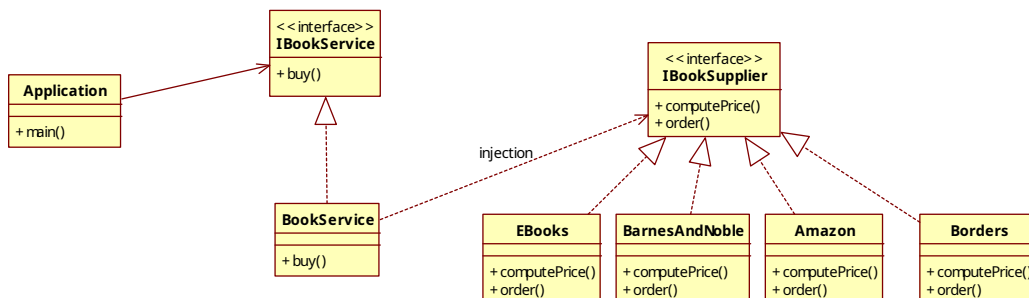 <<interface>>
IBookService
+ buy()
Application
+ main()
<<interface>>
IBookSupplier
+ computePrice()
+ order()
injection
BookService
+ buy()
EBooks
+ computePrice()
+ order()
BarnesAndNoble
+ computePrice()
+ order()
Amazon
+ computePrice()
+ order()
Borders
+ computePrice()
+ order()